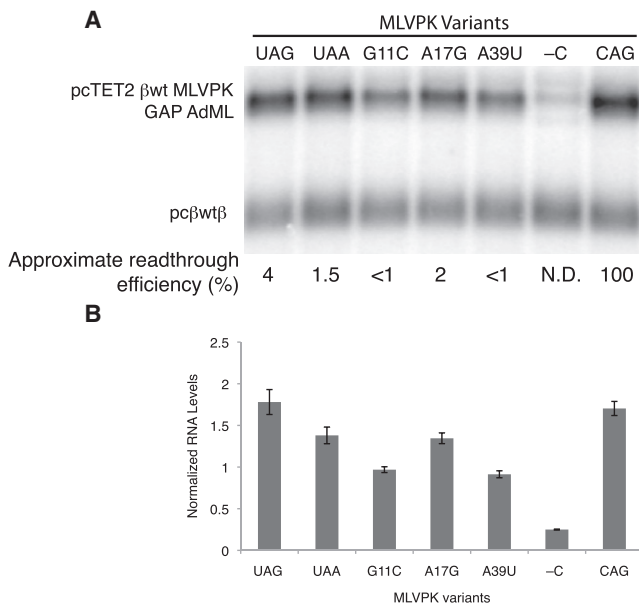 A
MLVPK Variants
UAG UAA G11C A17G A39U –C CAG
pcTET2 βwt MLVPK
GAP AdML
pcβwtβ
Approximate readthrough
efficiency (%)
4 1.5 <1 2 <1 N.D. 100
B
Normalized RNA Levels
2.5
2
1.5
1
0.5
0
UAG UAA G11C A17G A39U –C CAG
MLVPK variants